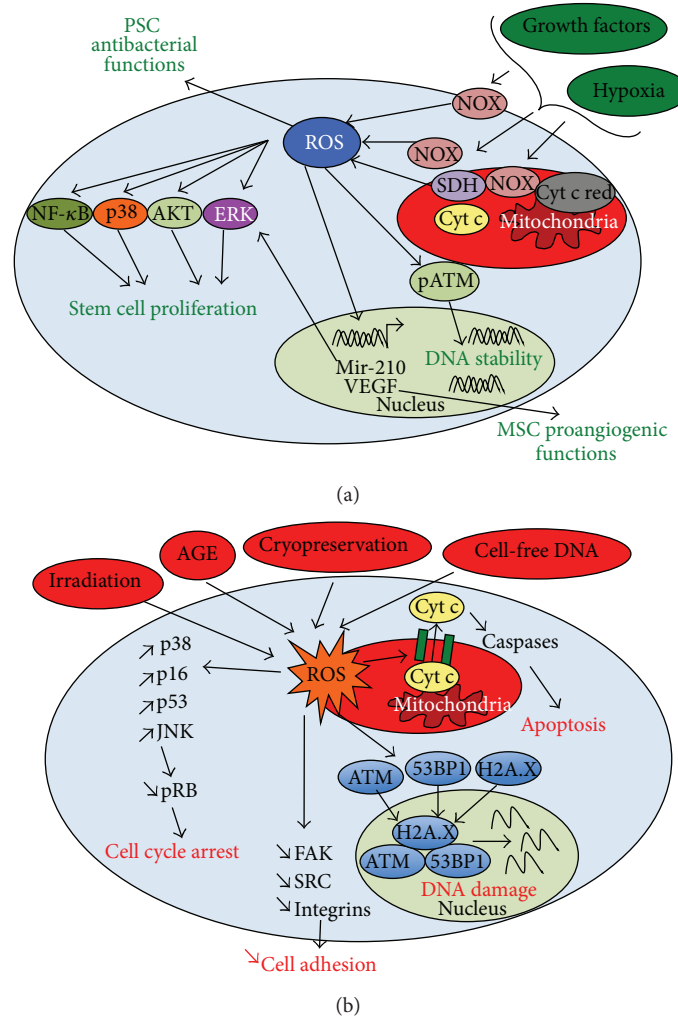 PSC
antibacterial
functions
Growth factors
Hypoxia
NOX
ROS
NOX
SDH
NOX
Cyt c red.
Cyt c
Mitochondria
NF-κB
p38
AKT
ERK
pATM
Stem cell proliferation
DNA stability
Mir-210
VEGF
Nucleus
MSC proangiogenic
functions
(a)
Irradiation
AGE
Cryopreservation
Cell-free DNA
Cyt c
Caspases
ROS
Cyt c
Mitochondria
Apoptosis
↗ p38
↗ p16
↗ p53
↗ JNK
↘ pRB
Cell cycle arrest
ATM
53BP1
H2A.X
H2A.X
ATM
53BP1
DNA damage
Nucleus
↘ FAK
↘ SRC
↘ Integrins
↘ Cell adhesion
(b)